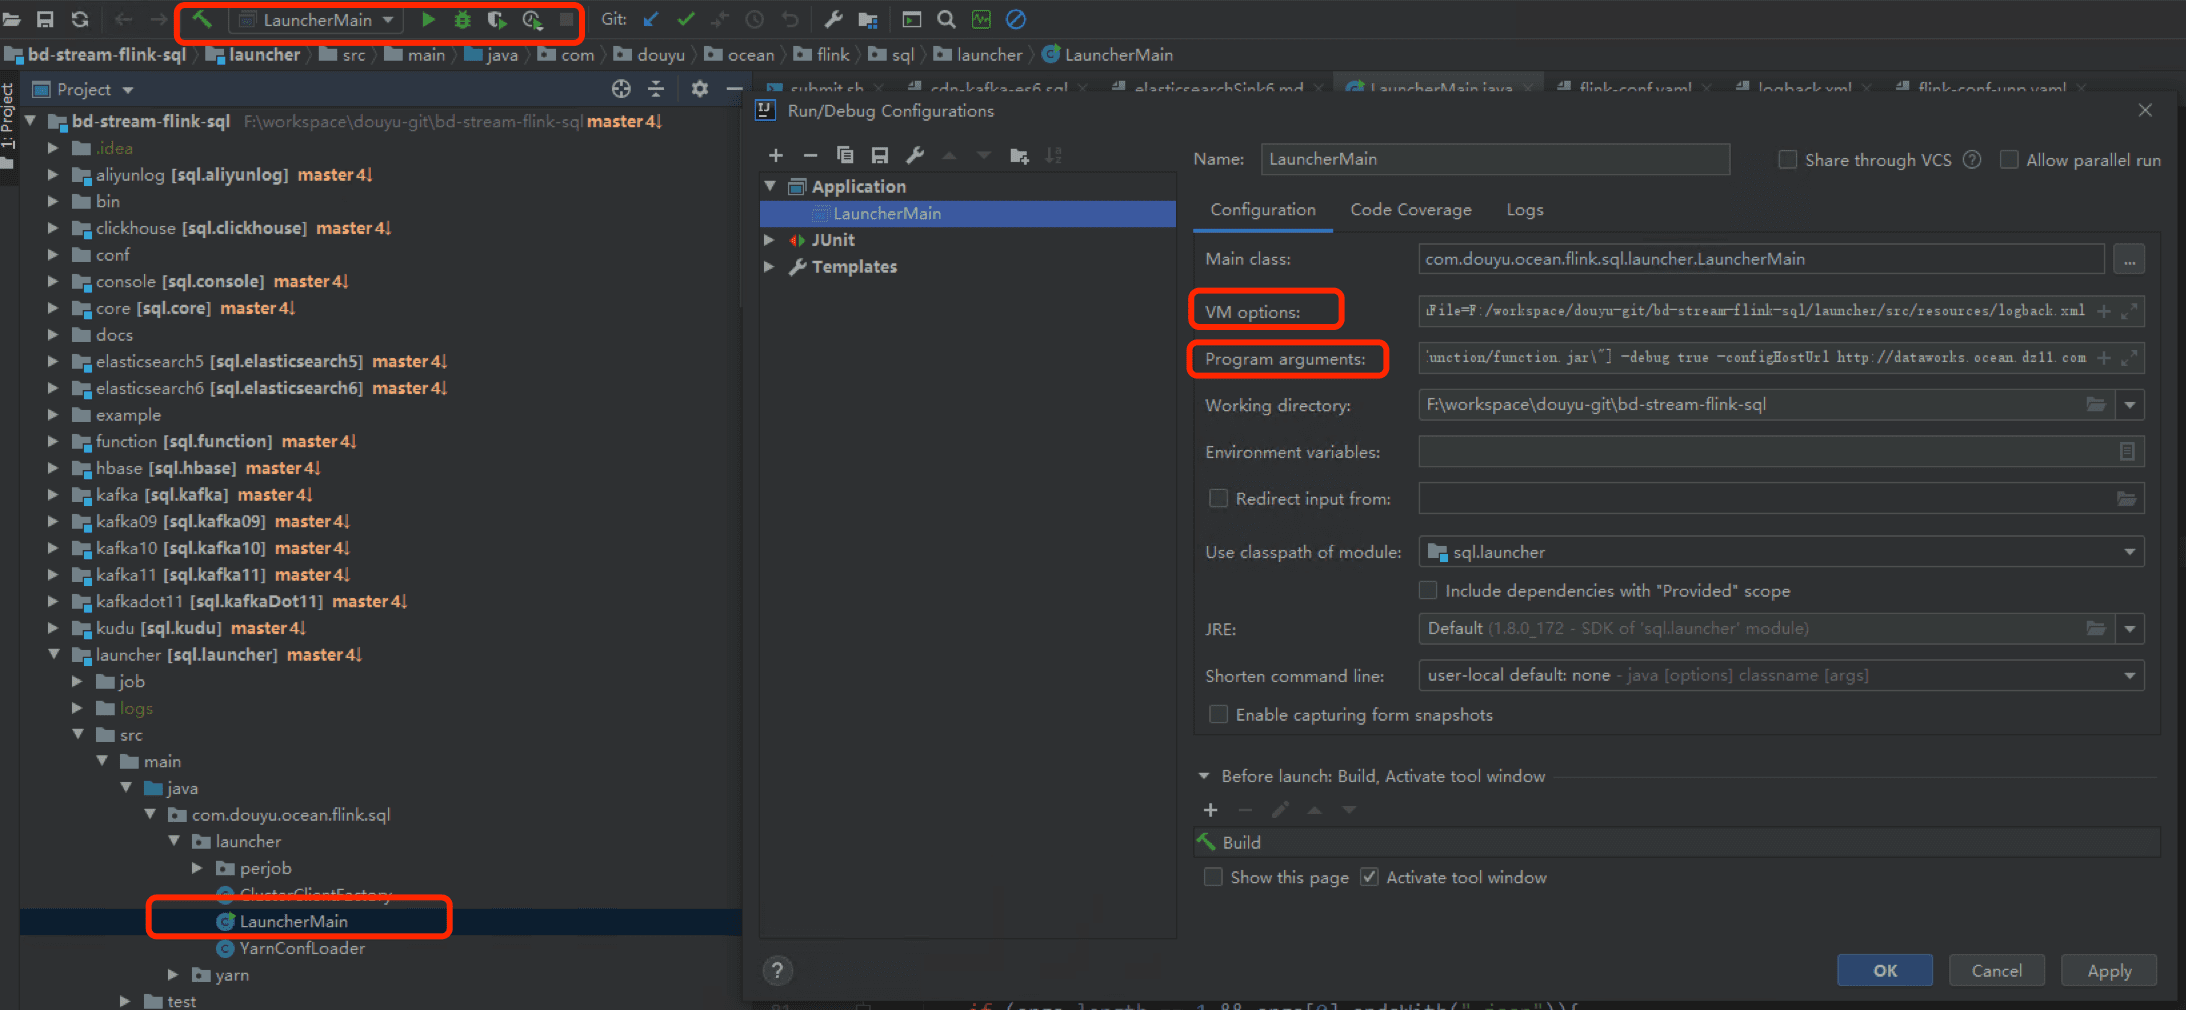 LauncherMain Git:
bd-stream-flink-sql launcher src main java com douyu ocean flink sql launcher LauncherMain
1: Project
Project
submit.sh cdn-kafka-es6.sql elasticsearchSink6.md LauncherMain.java flink-conf.yaml logback.xml flink-conf-unp.yaml
bd-stream-flink-sql F:\workspace\douyu-git\bd-stream-flink-sql master 4↓
.idea
aliyunlog [sql.aliyunlog] master 4↓
bin
clickhouse [sql.clickhouse] master 4↓
conf
console [sql.console] master 4↓
core [sql.core] master 4↓
docs
elasticsearch5 [sql.elasticsearch5] master 4↓
elasticsearch6 [sql.elasticsearch6] master 4↓
example
function [sql.function] master 4↓
hbase [sql.hbase] master 4↓
kafka [sql.kafka] master 4↓
kafka09 [sql.kafka09] master 4↓
kafka10 [sql.kafka10] master 4↓
kafka11 [sql.kafka11] master 4↓
kafkadot11 [sql.kafkaDot11] master 4↓
kudu [sql.kudu] master 4↓
launcher [sql.launcher] master 4↓
job
logs
src
main
java
com.douyu.ocean.flink.sql
launcher
perjob
ClusterClientFactory
LauncherMain
YarnConfLoader
yarn
test
Run/Debug Configurations
Application
LauncherMain
JUnit
Templates
Name: LauncherMain Share through VCS ? Allow parallel run
Configuration Code Coverage Logs
Main class: com.douyu.ocean.flink.sql.launcher.LauncherMain ...
VM options: File=F:/workspace/douyu-git/bd-stream-flink-sql/launcher/src/resources/logback.xml
Program arguments: unction/function.jar\"] -debug true -configHostUrl http://dataworks.ocean.dz11.com
Working directory: F:\workspace\douyu-git\bd-stream-flink-sql
Environment variables:
Redirect input from:
Use classpath of module: sql.launcher
Include dependencies with "Provided" scope
JRE: Default (1.8.0_172 - SDK of 'sql.launcher' module)
Shorten command line: user-local default: none - java [options] classname [args]
Enable capturing form snapshots
Before launch: Build, Activate tool window
Build
Show this page Activate tool window
? OK Cancel Apply